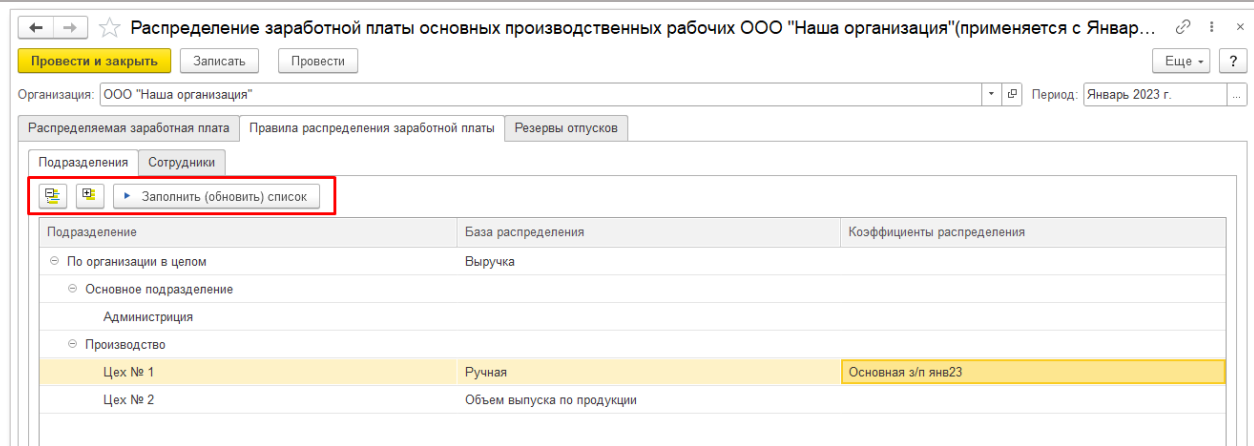 Распределение заработной платы основных производственных рабочих ООО "Наша организация"(применяется с Январ...
Провести и закрыть Записать Провести Еще ?
Организация: ООО "Наша организация" Период: Январь 2023 г. ...
Распределяемая заработная плата Правила распределения заработной платы Резервы отпусков
Подразделения Сотрудники
Заполнить (обновить) список
Подразделение База распределения Коэффициенты распределения
По организации в целом Выручка
Основное подразделение
Администриция
Производство
Цех № 1 Ручная Основная з/п янв23
Цех № 2 Объем выпуска по продукции